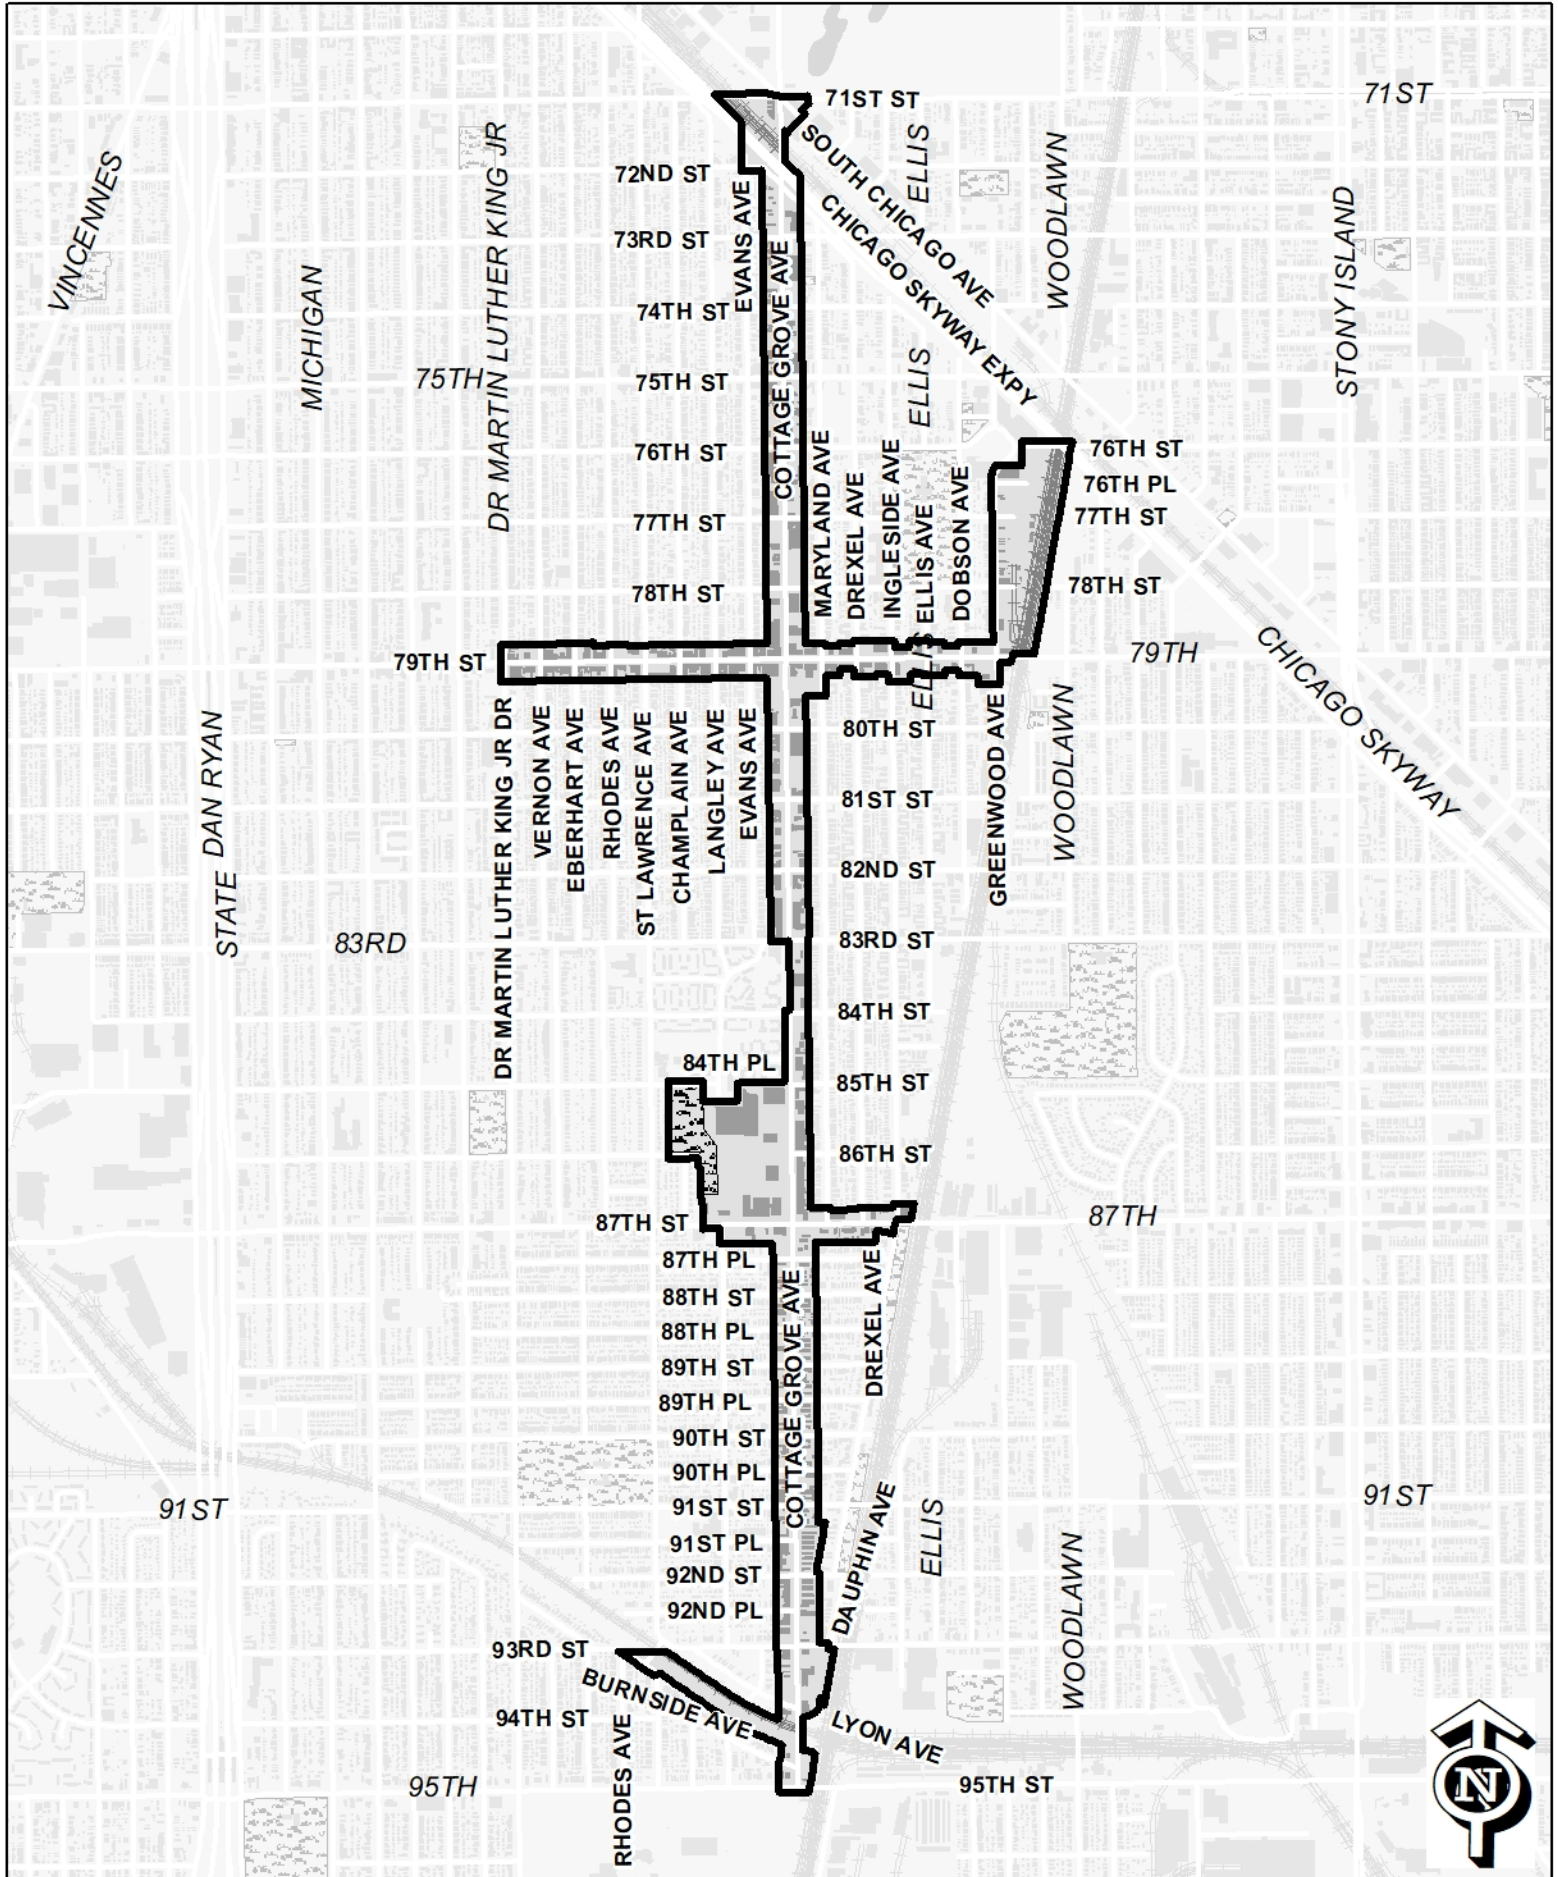 71ST ST
71ST
SOUTH CHICAGO AVE
ELLIS
72ND ST
VINCENNES
DR MARTIN LUTHER KING JR
WOODLAWN
EVANS AVE
CHICAGO SKYWAY EXPY
STONY ISLAND
73RD ST
COTTAGE GROVE AVE
MICHIGAN
74TH ST
75TH
75TH ST
ELLIS
76TH ST
76TH ST
MARYLAND AVE
DREXEL AVE
INGLESIDE AVE
ELLIS AVE
DOBSON AVE
76TH PL
77TH ST
77TH ST
78TH ST
78TH ST
79TH ST
ELLIS
79TH
CHICAGO SKYWAY
DR MARTIN LUTHER KING JR DR
VERNON AVE
EBERHART AVE
RHODES AVE
ST LAWRENCE AVE
CHAMPLAIN AVE
LANGLEY AVE
EVANS AVE
80TH ST
GREENWOOD AVE
WOODLAWN
DAN RYAN
STATE
81ST ST
82ND ST
83RD
83RD ST
84TH ST
84TH PL
85TH ST
86TH ST
87TH ST
87TH
87TH PL
DREXEL AVE
COTTAGE GROVE AVE
88TH ST
88TH PL
89TH ST
89TH PL
90TH ST
90TH PL
91ST
91ST ST
91ST
91ST PL
DAUPHIN AVE
ELLIS
92ND ST
92ND PL
WOODLAWN
93RD ST
BURNSIDE AVE
94TH ST
LYON AVE
RHODES AVE
95TH
95TH ST
N